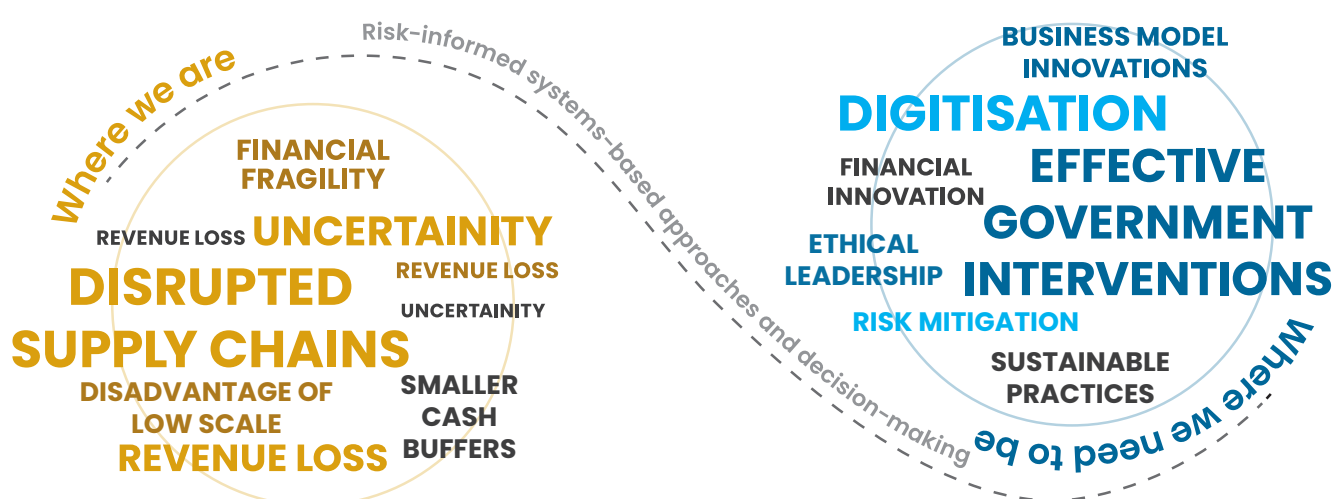 Where we are
Risk-informed systems-based approaches and decision-making
FINANCIAL
FRAGILITY
REVENUE LOSS
UNCERTAINITY
DISRUPTED
SUPPLY CHAINS
REVENUE LOSS
UNCERTAINITY
DISADVANTAGE OF
LOW SCALE
SMALLER
CASH
BUFFERS
REVENUE LOSS
BUSINESS MODEL
INNOVATIONS
DIGITISATION
FINANCIAL
INNOVATION
EFFECTIVE
GOVERNMENT
INTERVENTIONS
ETHICAL
LEADERSHIP
RISK MITIGATION
SUSTAINABLE
PRACTICES
Where we need to be